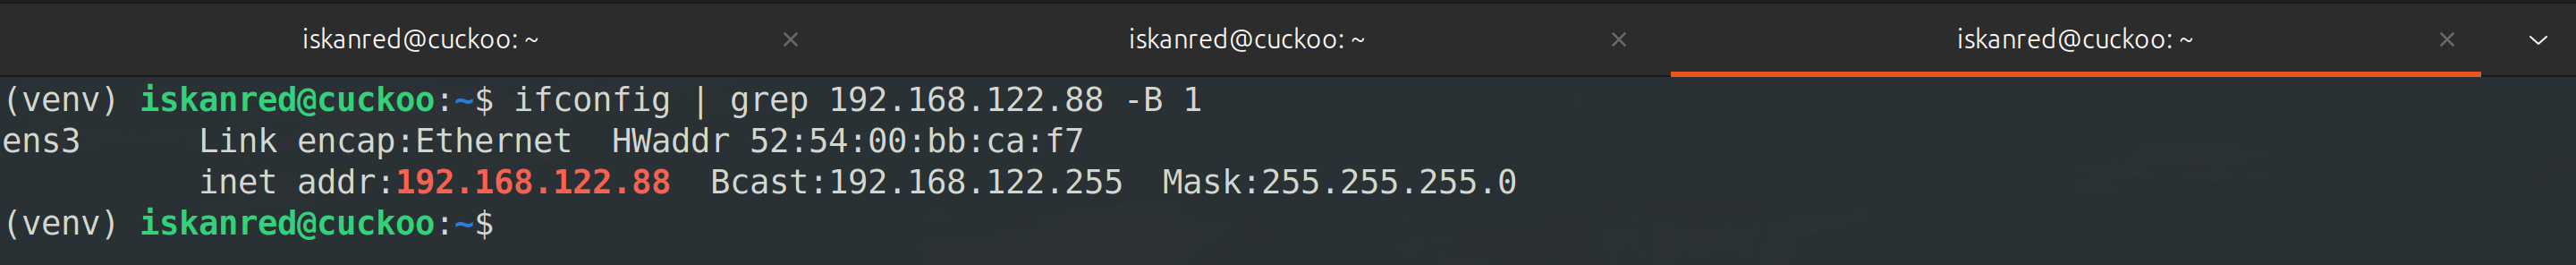 iskanred@cuckoo: ~ × iskanred@cuckoo: ~ × iskanred@cuckoo: ~ ×
(venv) iskanred@cuckoo:~$ ifconfig | grep 192.168.122.88 -B 1
ens3      Link encap:Ethernet  HWaddr 52:54:00:bb:ca:f7
          inet addr:192.168.122.88  Bcast:192.168.122.255  Mask:255.255.255.0
(venv) iskanred@cuckoo:~$